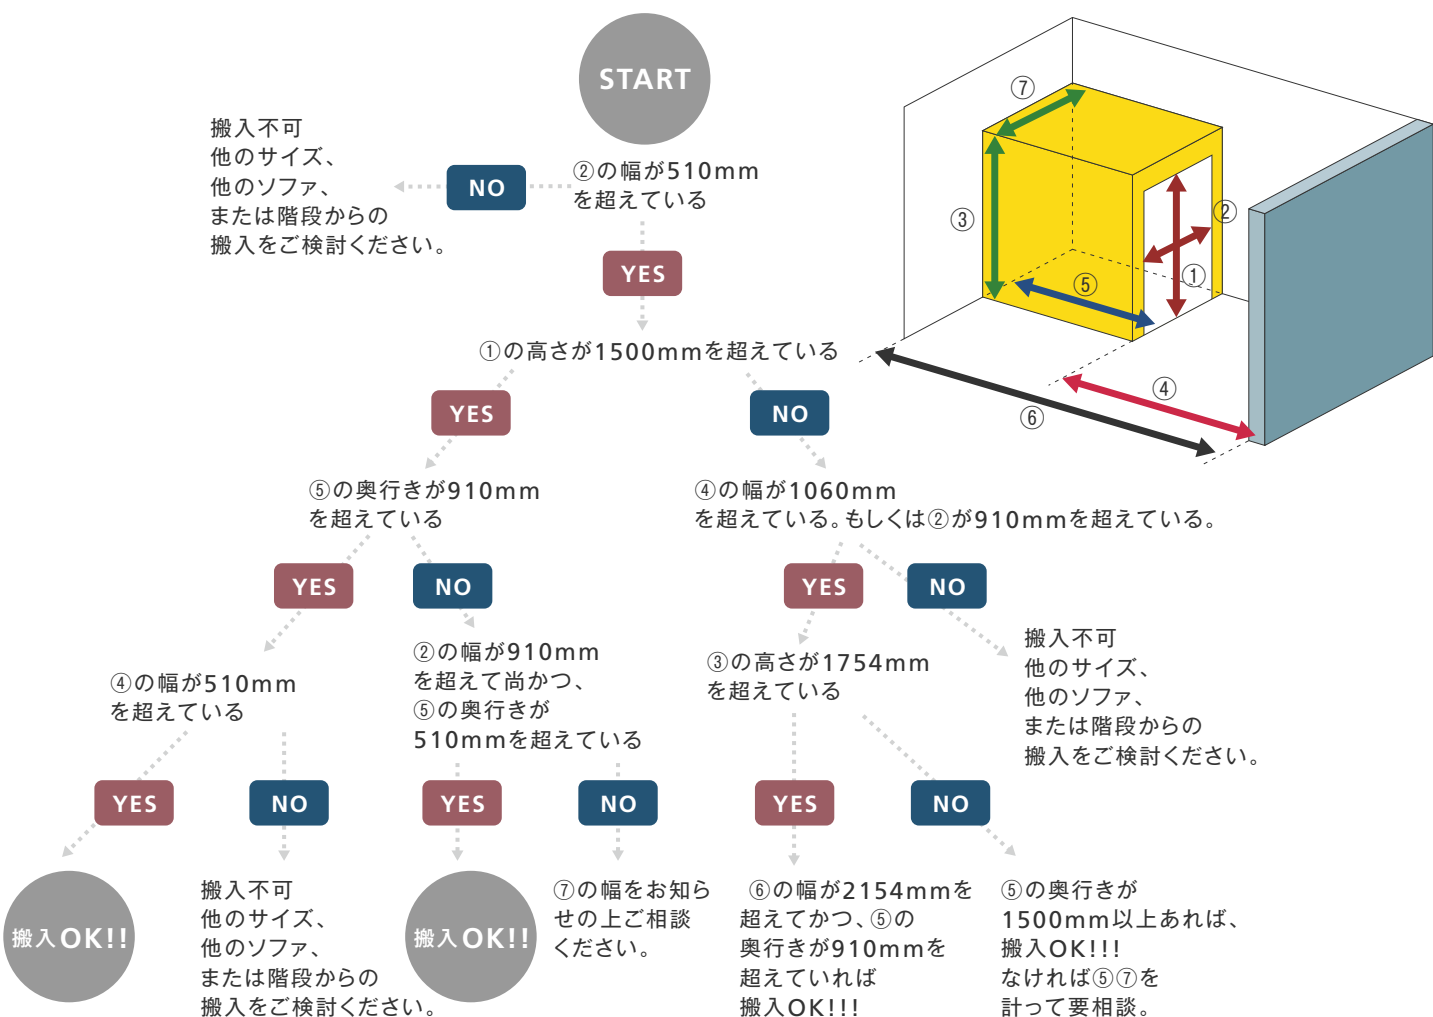 START
②の幅が510mm
を超えている
NO
搬入不可
他のサイズ、
他のソファ、
または階段からの
搬入をご検討ください。
YES
①の高さが1500mmを超えている
YES
NO
⑤の奥行きが910mm
を超えている
④の幅が1060mm
を超えている。もしくは②が910mmを超えている。
YES
NO
YES
NO
④の幅が510mm
を超えている
②の幅が910mm
を超えて尚かつ、
⑤の奥行きが
510mmを超えている
③の高さが1754mm
を超えている
搬入不可
他のサイズ、
他のソファ、
または階段からの
搬入をご検討ください。
YES
NO
YES
NO
YES
NO
搬入OK!!
搬入不可
他のサイズ、
他のソファ、
または階段からの
搬入をご検討ください。
搬入OK!!
⑦の幅をお知ら
せの上ご相談
ください。
⑥の幅が2154mmを
超えてかつ、⑤の
奥行きが910mmを
超えていれば
搬入OK!!!
⑤の奥行きが
1500mm以上あれば、
搬入OK!!!
なければ⑤⑦を
計って要相談。
⑦
③
②
①
⑤
④
⑥